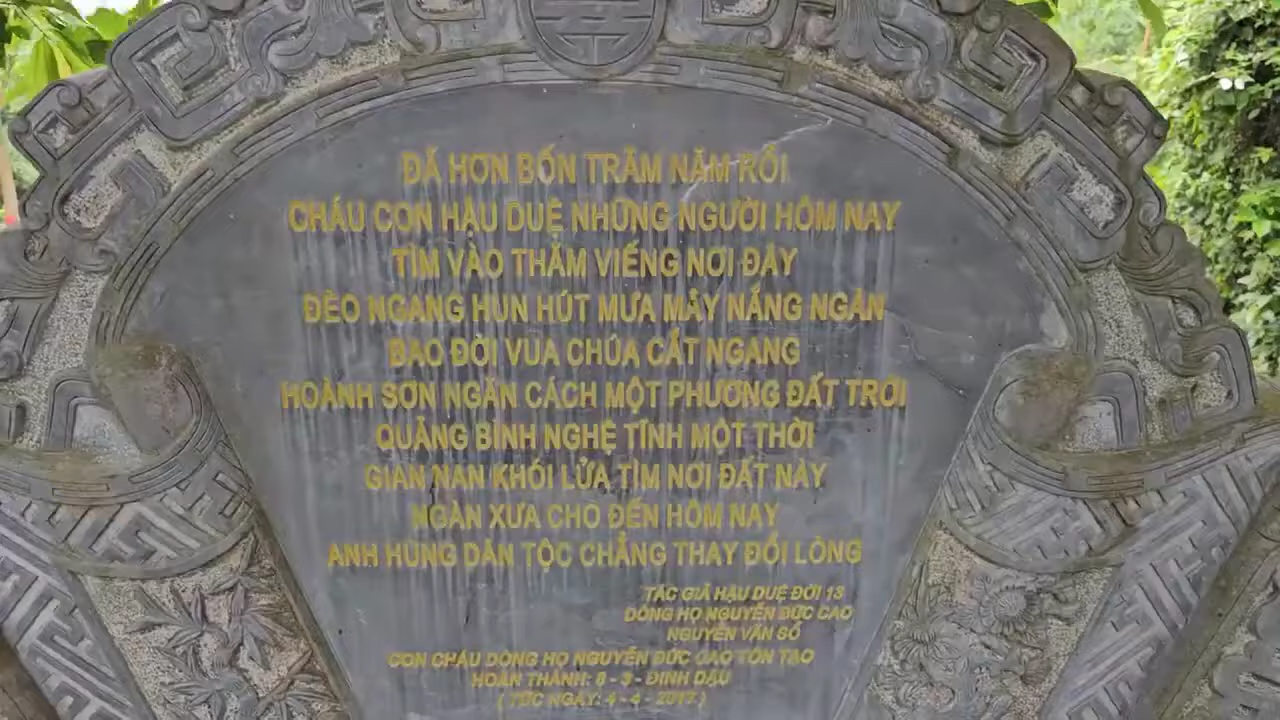 ĐÃ HƠN BỐN TRĂM NĂM RỒI
CHÁU CON HẬU DUỆ NHỮNG NGƯỜI HÔM NAY
TÌM VÀO THĂM VIẾNG NƠI ĐÂY
ĐÈO NGANG HUN HÚT MƯA MÂY NẮNG NGÀN
BAO ĐỜI VUA CHÚA CẮT NGANG
HOÀNH SƠN NGĂN CÁCH MỘT PHƯƠNG ĐẤT TRỜI
QUẢNG BÌNH NGHỆ TĨNH MỘT THỜI
GIAN NAN KHÓI LỬA TÌM NƠI ĐẤT NÀY
NGÀN XƯA CHO ĐẾN HÔM NAY
ANH HÙNG DÂN TỘC CHẲNG THAY ĐỔI LÒNG
TÁC GIẢ HẬU DUỆ ĐỜI 13
DÒNG HỌ NGUYỄN ĐỨC CAO
NGUYỄN VĂN SỐ
CON CHÁU DÒNG HỌ NGUYỄN ĐỨC CAO TÔN TẠO
HOÀN THÀNH: 8 - 3 - ĐINH DẬU
( TỨC NGÀY: 4 - 4 - 2017 )